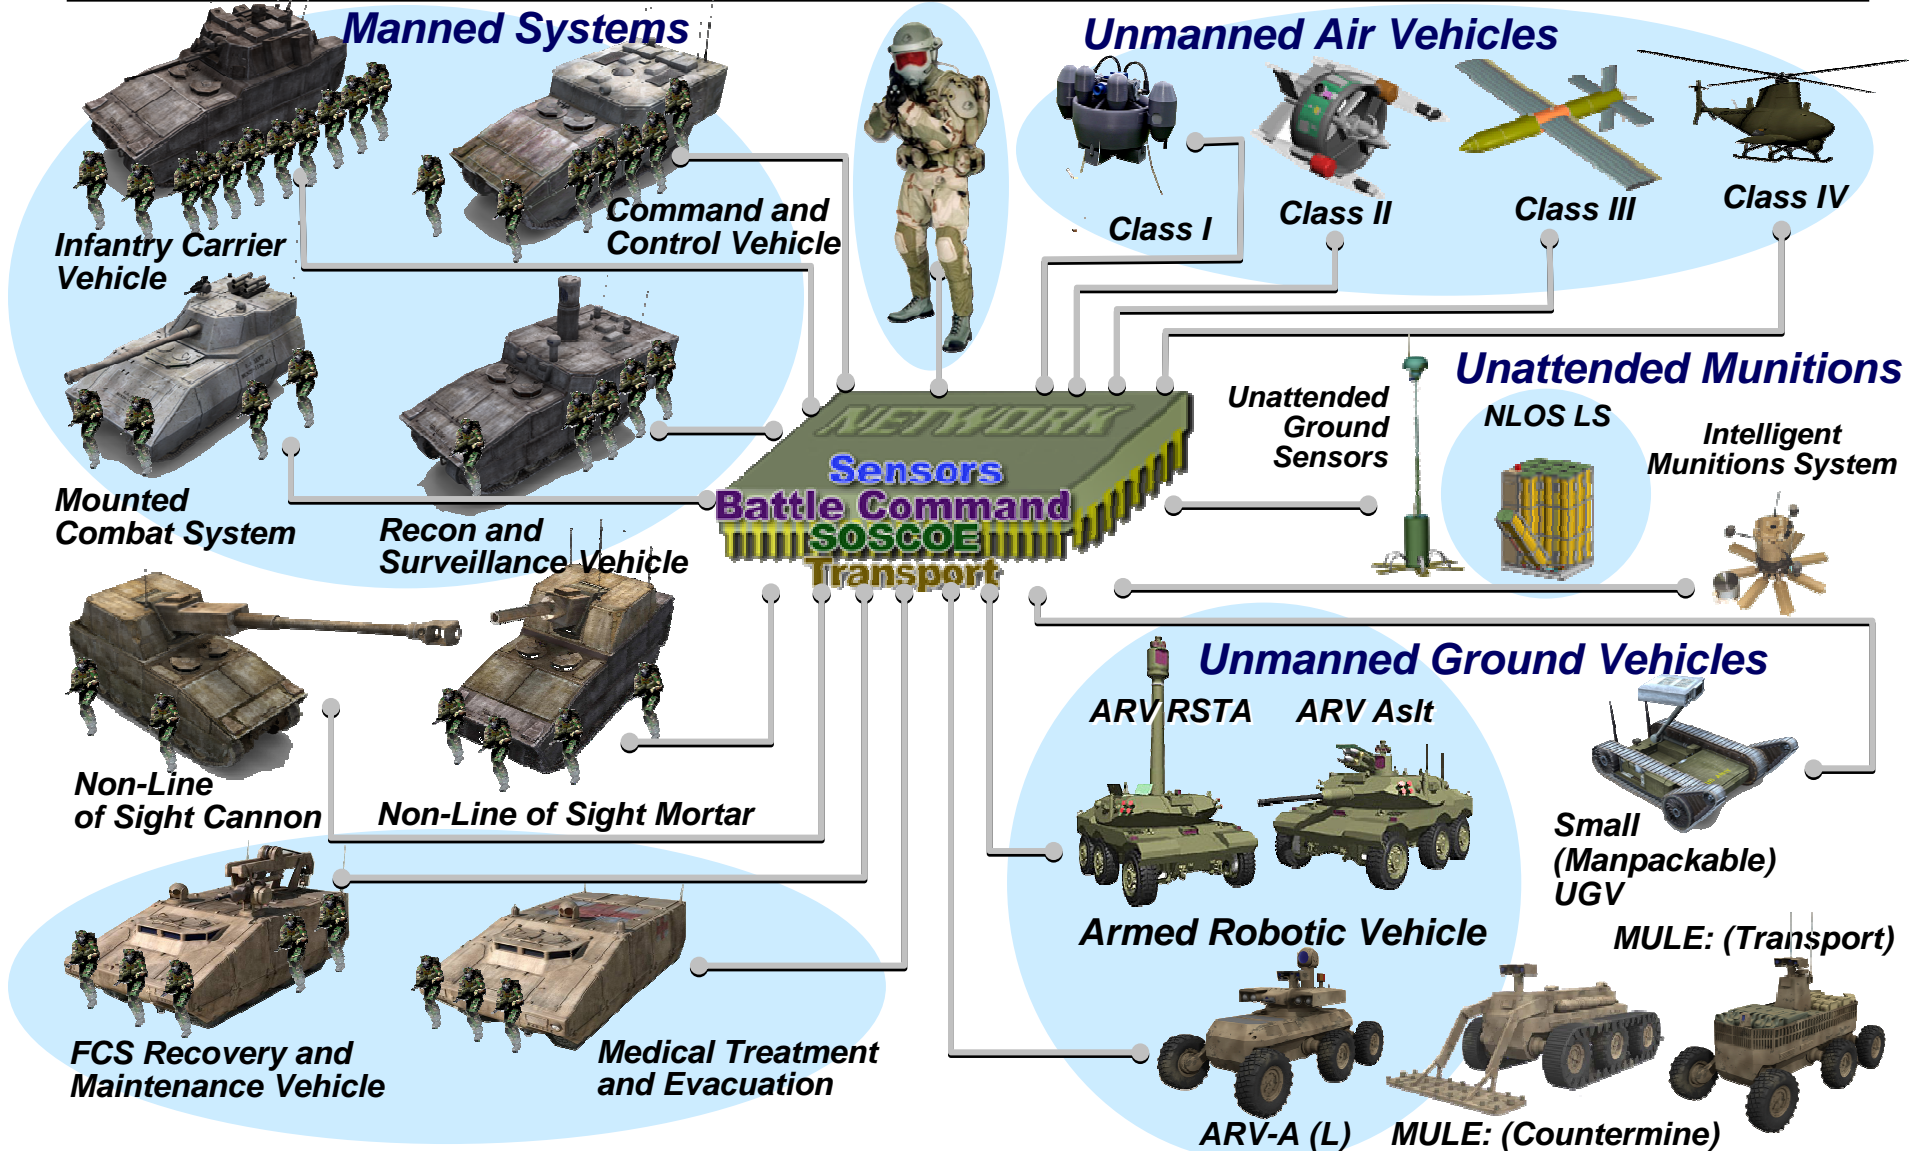 Manned Systems
Unmanned Air Vehicles
Infantry Carrier
Vehicle
Command and
Control Vehicle
Class I
Class II
Class III
Class IV
Mounted
Combat System
Recon and
Surveillance Vehicle
NETWORK
Sensors
Battle Command
SOSCOE
Transport
Unattended
Ground
Sensors
Unattended Munitions
NLOS LS
Intelligent
Munitions System
Non-Line
of Sight Cannon
Non-Line of Sight Mortar
Unmanned Ground Vehicles
ARV RSTA
ARV Aslt
Small
(Manpackable)
UGV
Armed Robotic Vehicle
MULE: (Transport)
FCS Recovery and
Maintenance Vehicle
Medical Treatment
and Evacuation
ARV-A (L)
MULE: (Countermine)